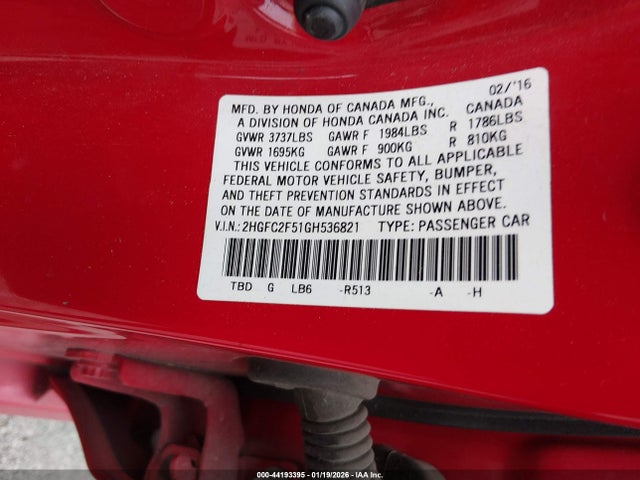 02/'16
MFD. BY HONDA OF CANADA MFG., CANADA
A DIVISION OF HONDA CANADA INC.
GVWR 3737LBS GAWR F 1984LBS R 1786LBS
GVWR 1695KG GAWR F 900KG R 810KG
THIS VEHICLE CONFORMS TO ALL APPLICABLE
FEDERAL MOTOR VEHICLE SAFETY, BUMPER,
AND THEFT PREVENTION STANDARDS IN EFFECT
ON THE DATE OF MANUFACTURE SHOWN ABOVE.
V.I.N.: 2HGFC2F51GH536821 TYPE: PASSENGER CAR
TBD G LB6 -R513 -A -H
000-44193395 - 01/19/2026 - IAA Inc.